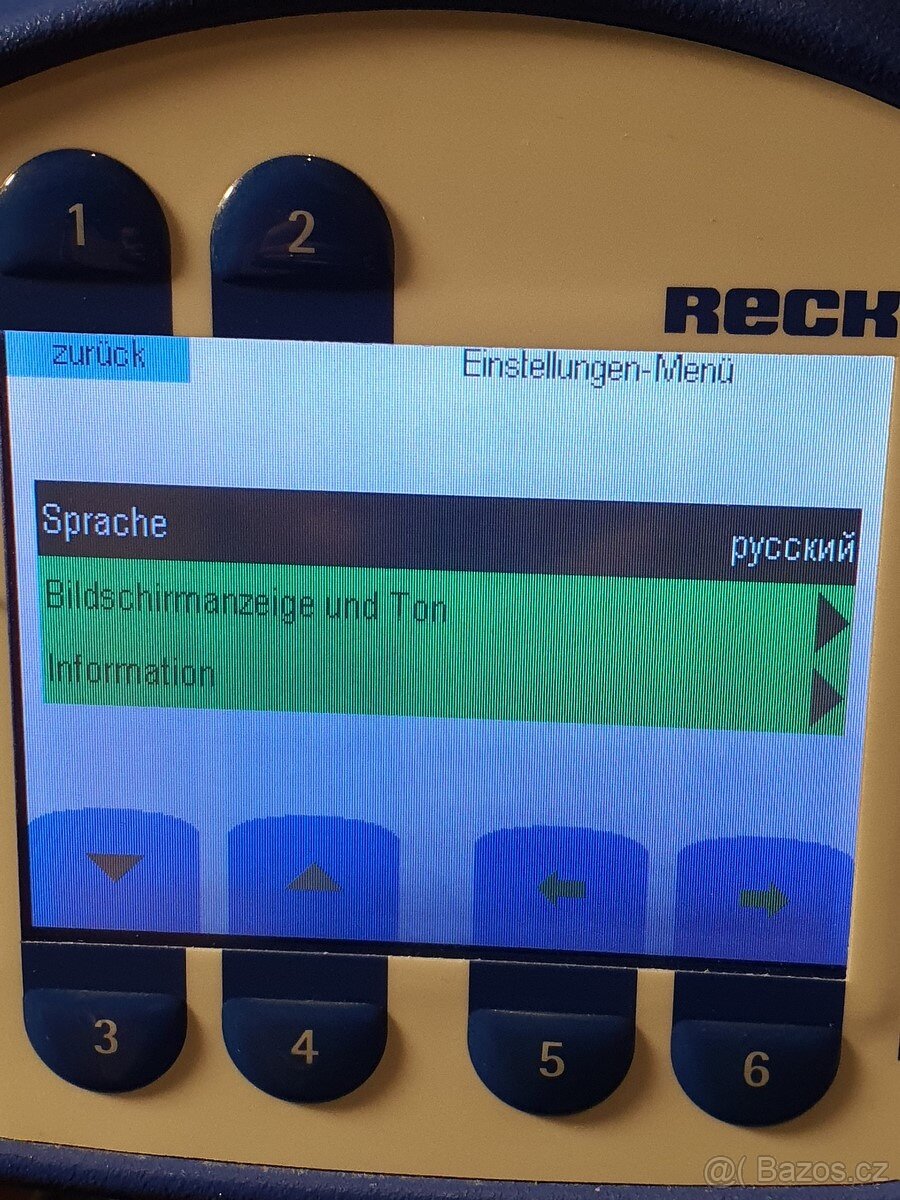 1
2
RECK
zurück
Einstellungen-Menü
Sprache
русский
Bildschirmanzeige und Ton
Information
3
4
5
6
@( Bazos.cz